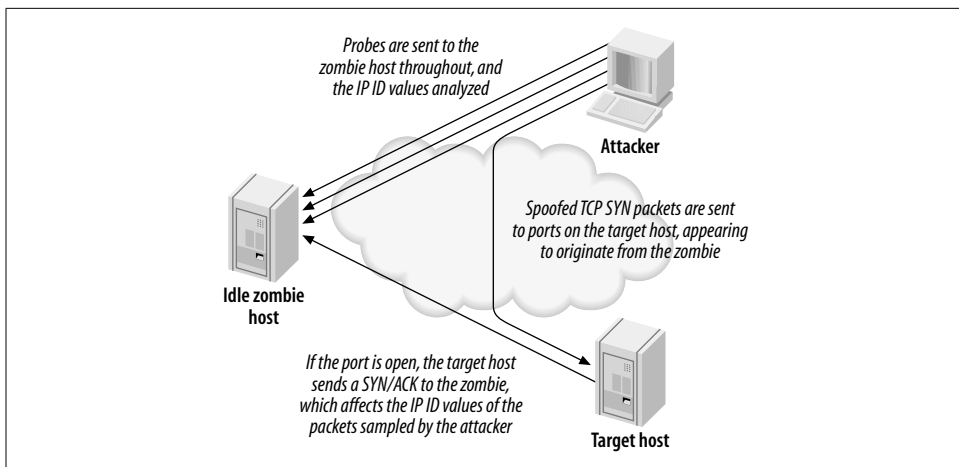 Probes are sent to the
zombie host throughout, and
the IP ID values analyzed
Attacker
Spoofed TCP SYN packets are sent
to ports on the target host, appearing
to originate from the zombie
Idle zombie
host
If the port is open, the target host
sends a SYN/ACK to the zombie,
which affects the IP ID values of the
packets sampled by the attacker
Target host